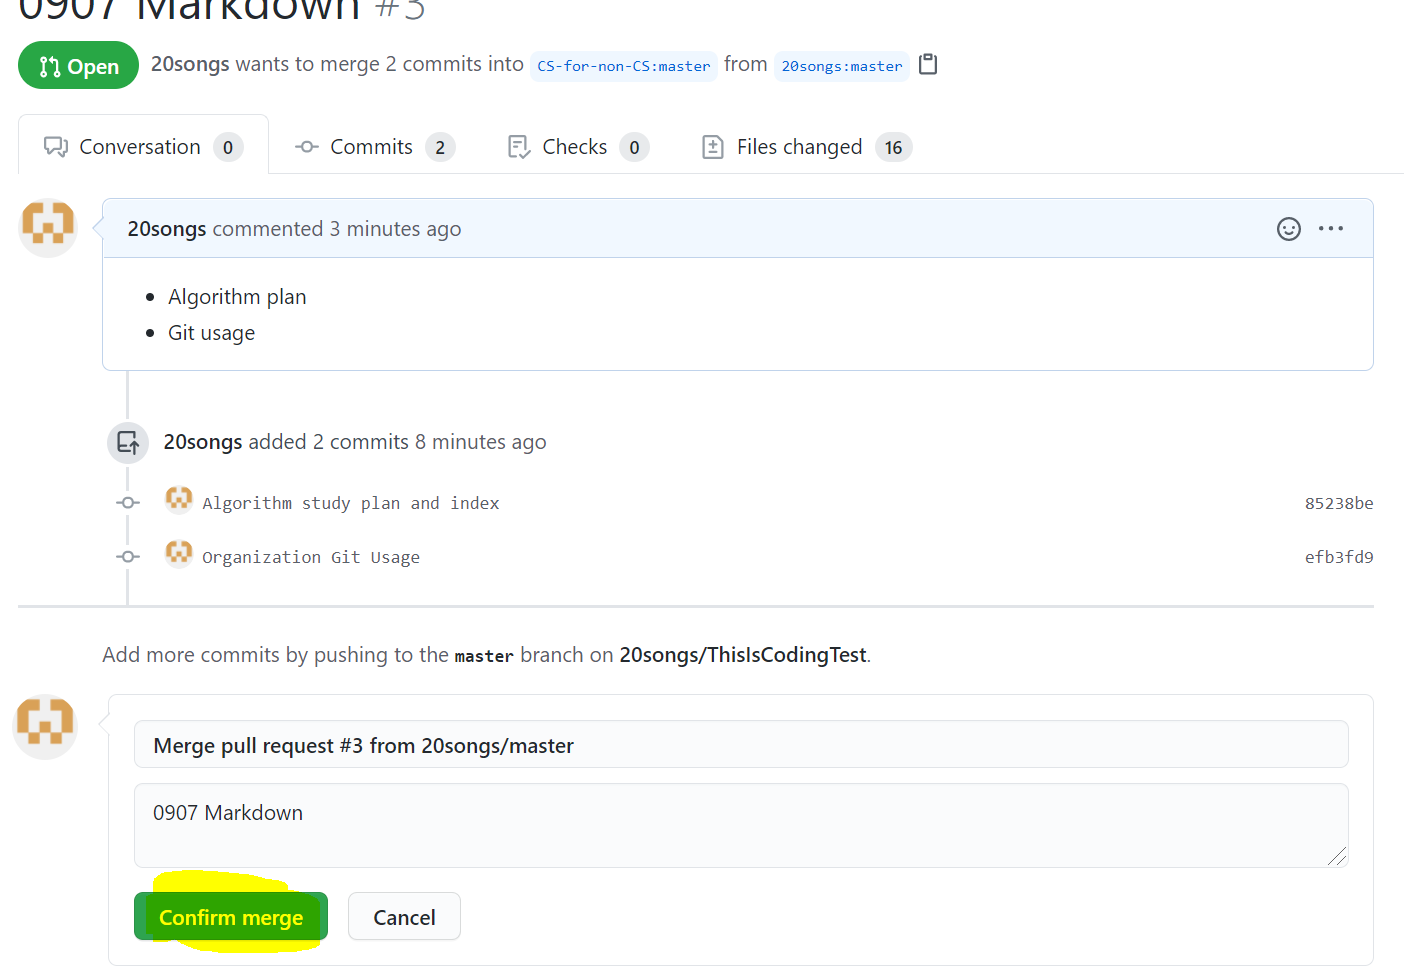 0907 Markdown #3
Open 20songs wants to merge 2 commits into CS-for-non-CS:master from 20songs:master
Conversation 0 Commits 2 Checks 0 Files changed 16
20songs commented 3 minutes ago
Algorithm plan
Git usage
20songs added 2 commits 8 minutes ago
Algorithm study plan and index 85238be
Organization Git Usage efb3fd9
Add more commits by pushing to the master branch on 20songs/ThisIsCodingTest.
Merge pull request #3 from 20songs/master
0907 Markdown
Confirm merge Cancel